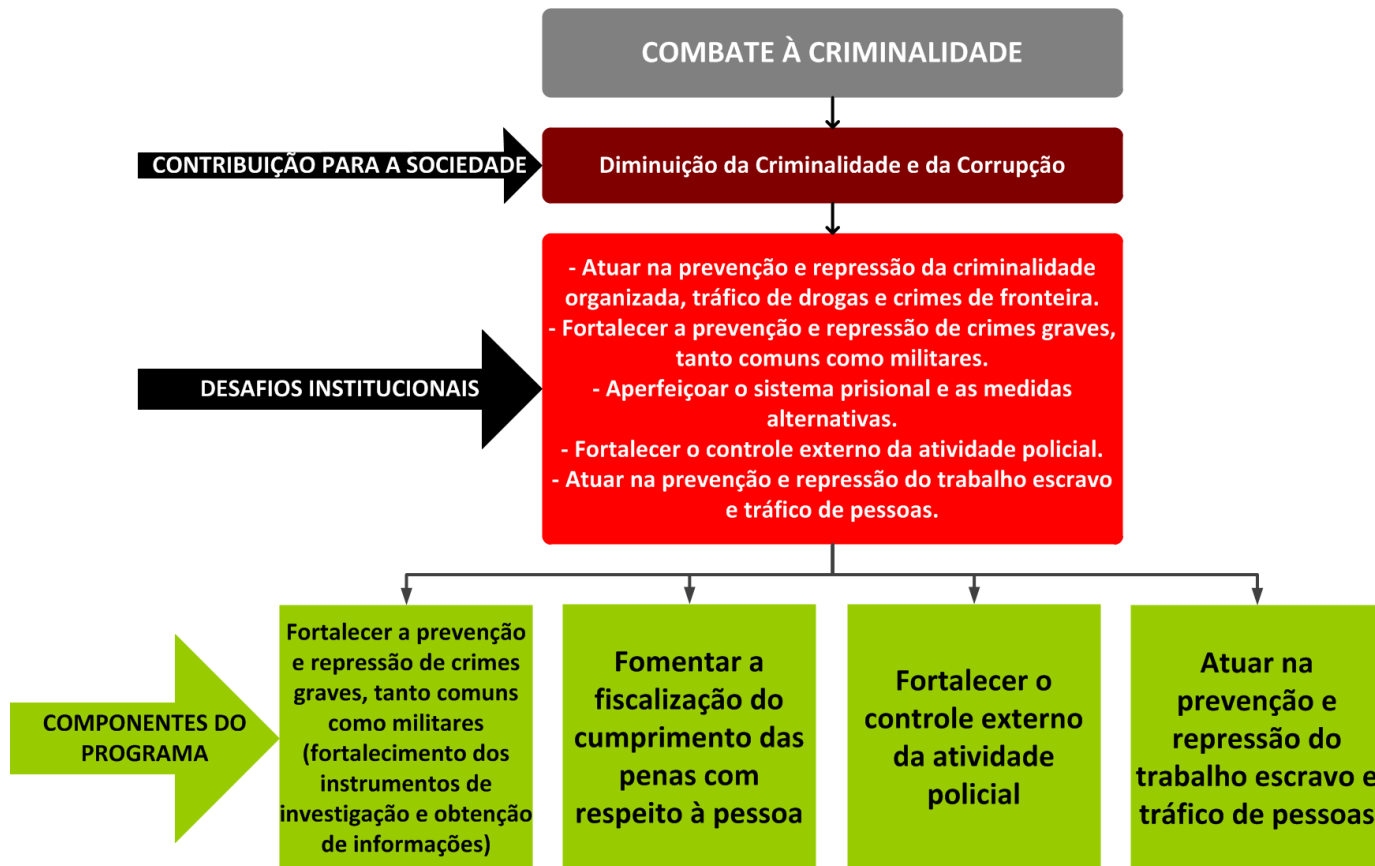 COMBATE À CRIMINALIDADE
CONTRIBUIÇÃO PARA A SOCIEDADE
Diminuição da Criminalidade e da Corrupção
DESAFIOS INSTITUCIONAIS
- Atuar na prevenção e repressão da criminalidade
organizada, tráfico de drogas e crimes de fronteira.
- Fortalecer a prevenção e repressão de crimes graves,
tanto comuns como militares.
- Aperfeiçoar o sistema prisional e as medidas
alternativas.
- Fortalecer o controle externo da atividade policial.
- Atuar na prevenção e repressão do trabalho escravo
e tráfico de pessoas.
COMPONENTES DO
PROGRAMA
Fortalecer a prevenção
e repressão de crimes
graves, tanto comuns
como militares
(fortalecimento dos
instrumentos de
investigação e obtenção
de informações)
Fomentar a
fiscalização do
cumprimento das
penas com
respeito à pessoa
Fortalecer o
controle externo
da atividade
policial
Atuar na
prevenção e
repressão do
trabalho escravo e
tráfico de pessoas